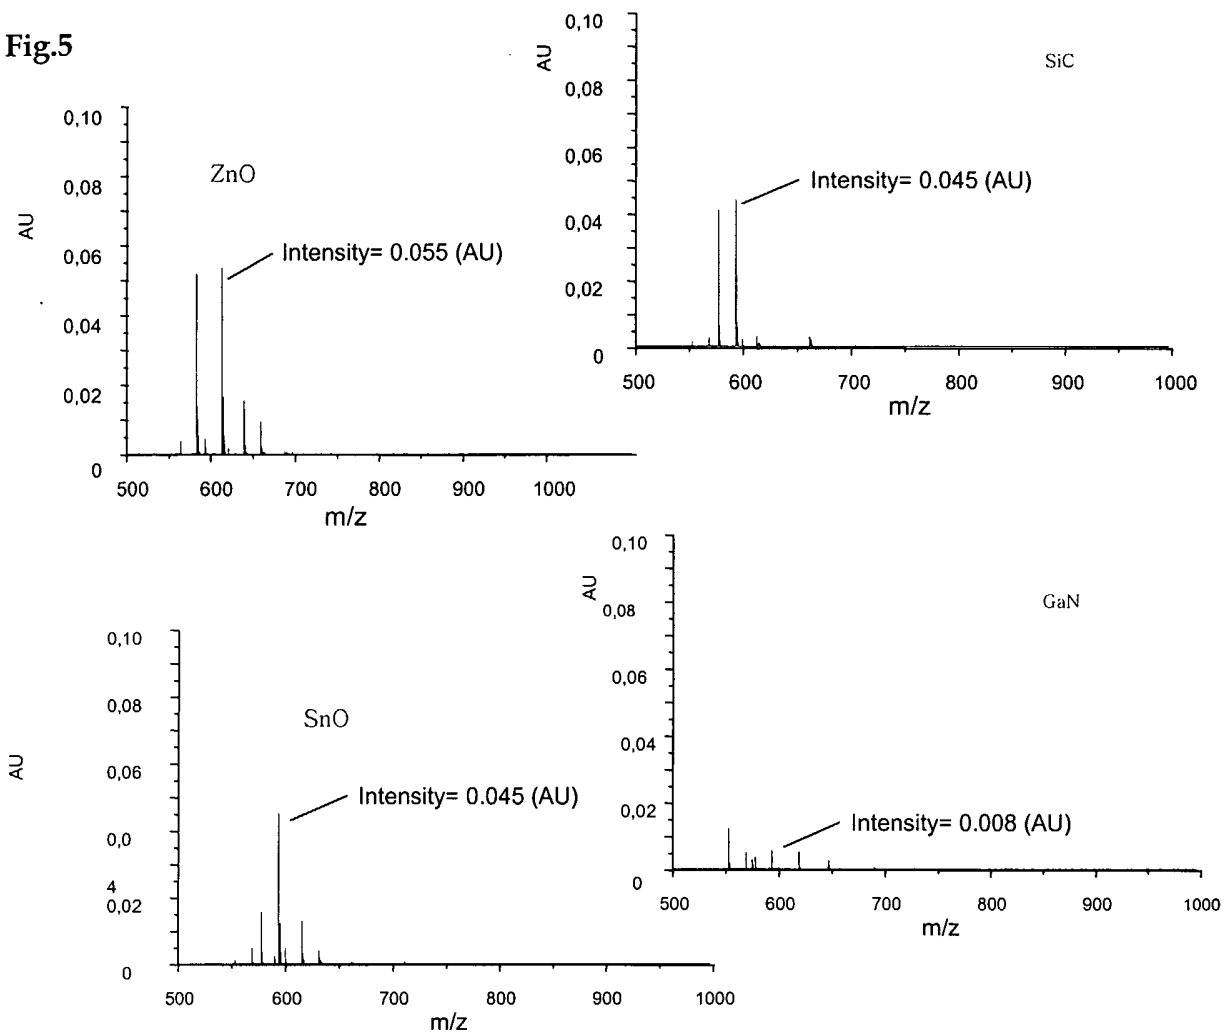 Fig.5
AU
0,10
0,08
0,06
0,04
0,02
0
ZnO
Intensity= 0.055 (AU)
500 600 700 800 900 1000
m/z
AU
0,10
0,08
0,06
0,04
0,02
0
SiC
Intensity= 0.045 (AU)
500 600 700 800 900 1000
m/z
AU
0,10
0,08
0,06
0,0
4
0,02
0
SnO
Intensity= 0.045 (AU)
500 600 700 800 900 1000
m/z
AU
0,10
0,08
0,06
0,04
0,02
0
GaN
Intensity= 0.008 (AU)
500 600 700 800 900 1000
m/z